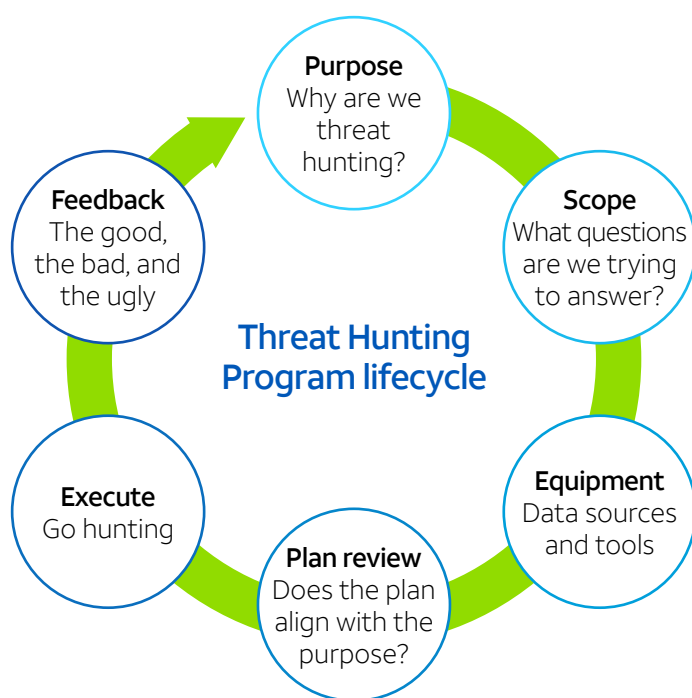 Purpose
Why are we
threat
hunting?
Scope
What questions
are we trying
to answer?
Equipment
Data sources
and tools
Plan review
Does the plan
align with the
purpose?
Execute
Go hunting
Feedback
The good,
the bad, and
the ugly
Threat Hunting
Program lifecycle